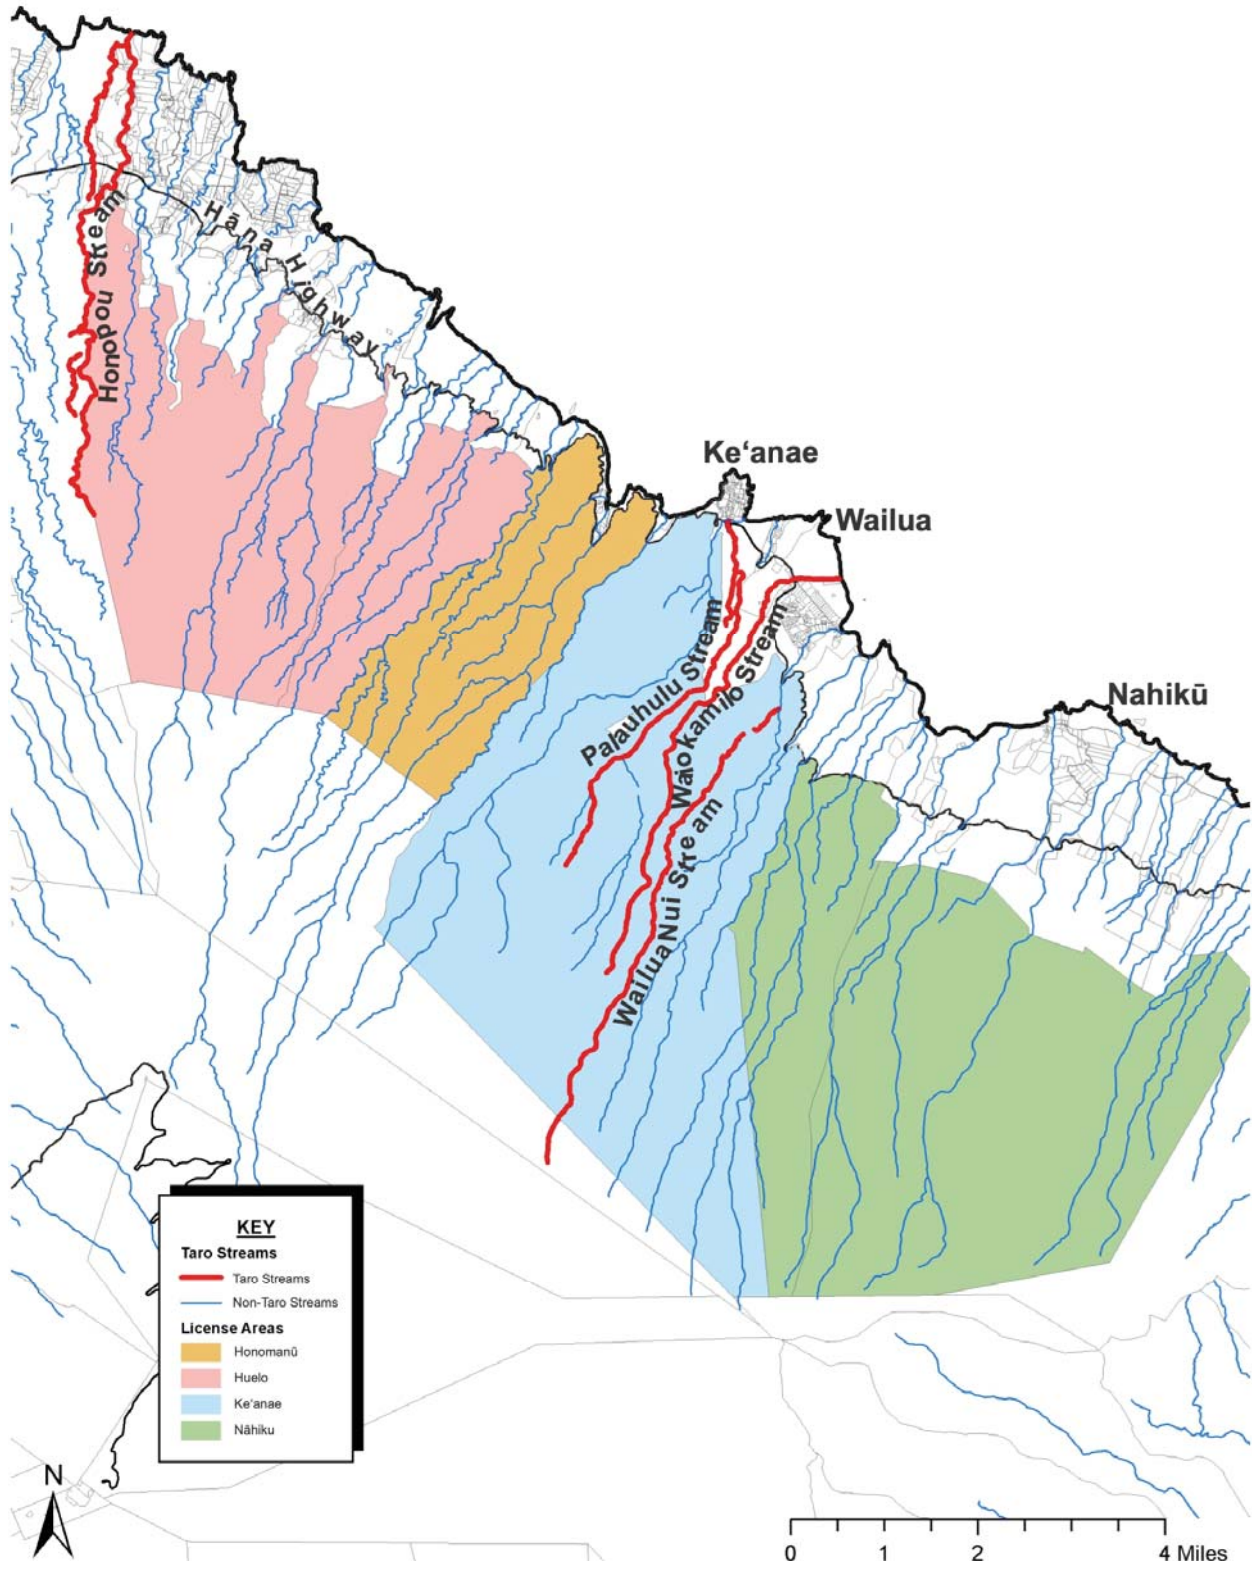 Hāna Highway
Honopou Stream
Ke‘anae
Wailua
Nahikū
Palauhulu Stream
Wāokamilo Stream
Wailua Nui Stream
KEY
Taro Streams
Taro Streams
Non-Taro Streams
License Areas
Honomanū
Huelo
Ke‘anae
Nāhiku
N
0 1 2 4 Miles